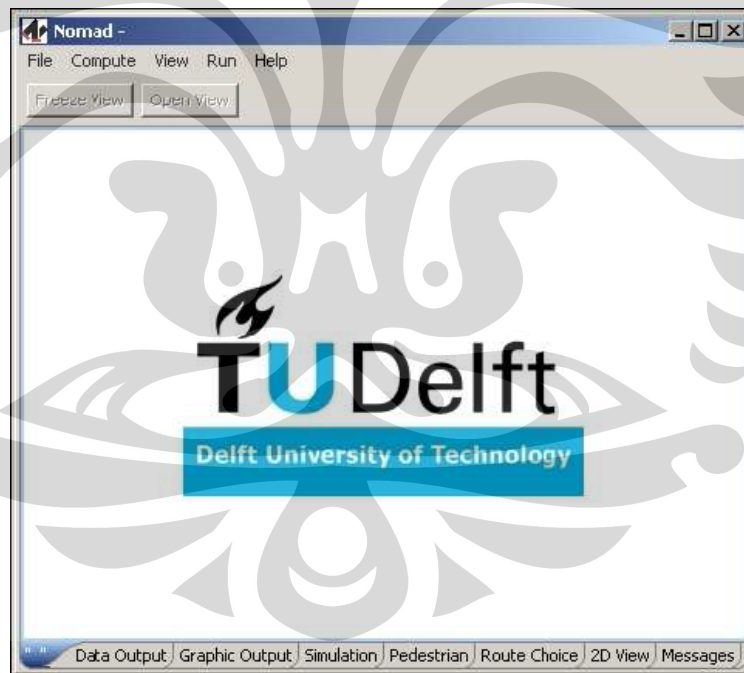 Nomad -
File Compute View Run Help
Freeze View Open View
TUDelft
Delft University of Technology
Data Output Graphic Output Simulation Pedestrian Route Choice 2D View Messages